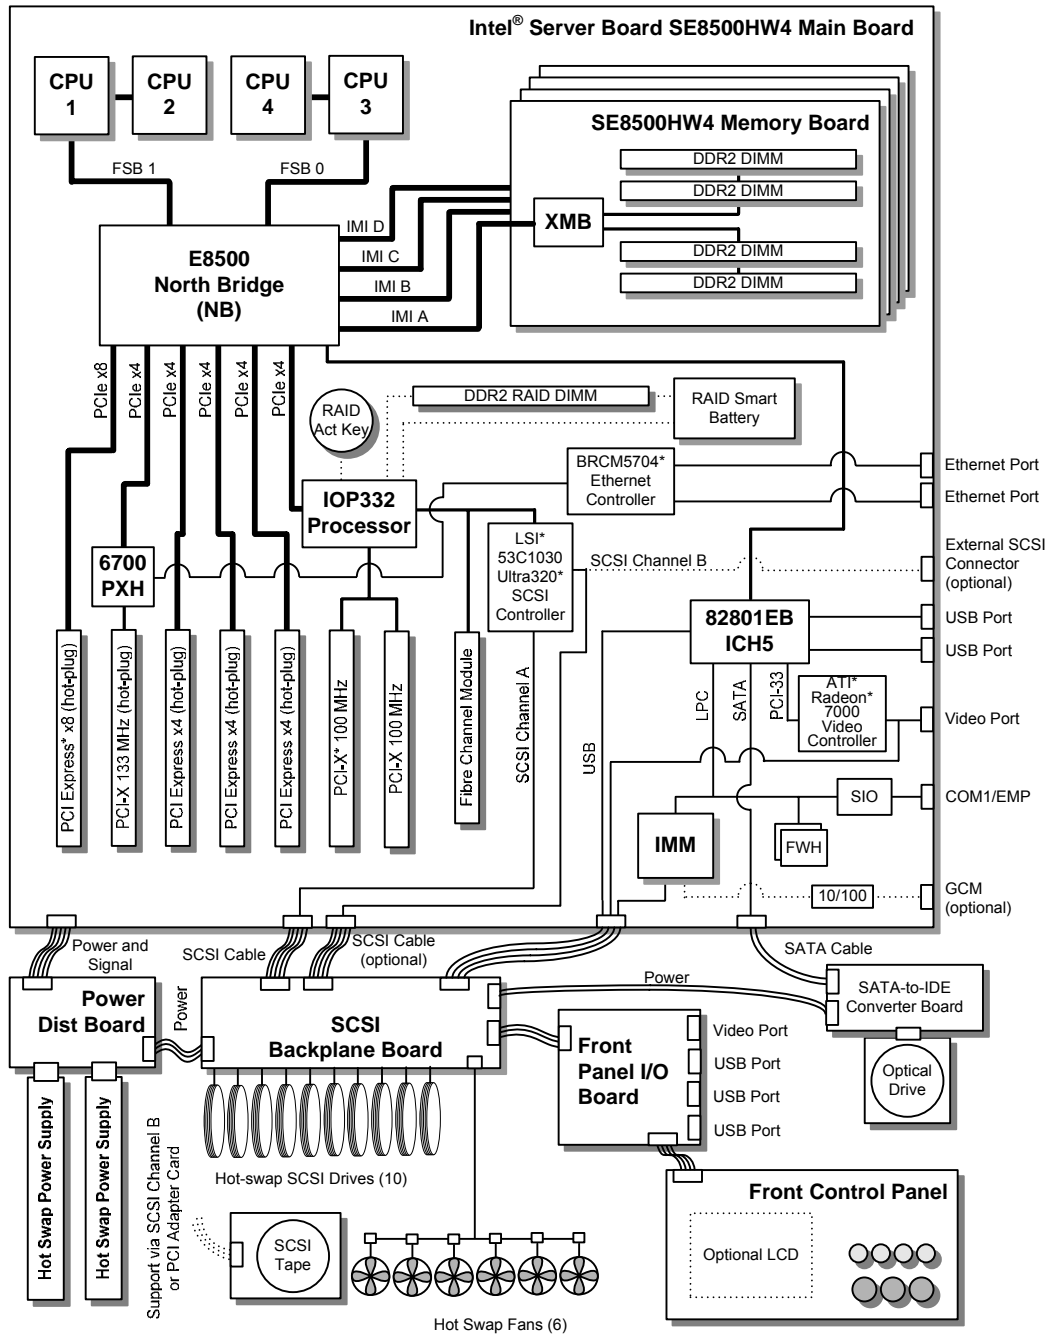 Intel® Server Board SE8500HW4 Main Board
CPU
1
CPU
2
CPU
4
CPU
3
FSB 1
FSB 0
SE8500HW4 Memory Board
DDR2 DIMM
DDR2 DIMM
XMB
DDR2 DIMM
DDR2 DIMM
E8500
North Bridge
(NB)
IMI D
IMI C
IMI B
IMI A
PCIe x8
PCIe x4
PCIe x4
PCIe x4
PCIe x4
PCIe x4
RAID
Act Key
DDR2 RAID DIMM
RAID Smart
Battery
BRCM5704*
Ethernet
Controller
Ethernet Port
Ethernet Port
IOP332
Processor
LSI*
53C1030
Ultra320*
SCSI
Controller
SCSI Channel B
External SCSI
Connector
(optional)
6700
PXH
82801EB
ICH5
USB Port
USB Port
PCI Express* x8 (hot-plug)
PCI-X 133 MHz (hot-plug)
PCI Express x4 (hot-plug)
PCI Express x4 (hot-plug)
PCI Express x4 (hot-plug)
PCI-X* 100 MHz
PCI-X 100 MHz
Fibre Channel Module
SCSI Channel A
USB
LPC
SATA
PCI-33
ATI*
Radeon*
7000
Video
Controller
Video Port
SIO
COM1/EMP
IMM
FWH
10/100
GCM
(optional)
Power and
Signal
SCSI Cable
SCSI Cable
(optional)
SATA Cable
Power
Dist Board
Power
SCSI
Backplane Board
Power
SATA-to-IDE
Converter Board
Front
Panel I/O
Board
Video Port
USB Port
USB Port
USB Port
Optical
Drive
Hot Swap Power Supply
Hot Swap Power Supply
Support via SCSI Channel B
or PCI Adapter Card
Hot-swap SCSI Drives (10)
SCSI
Tape
Front Control Panel
Optional LCD
Hot Swap Fans (6)